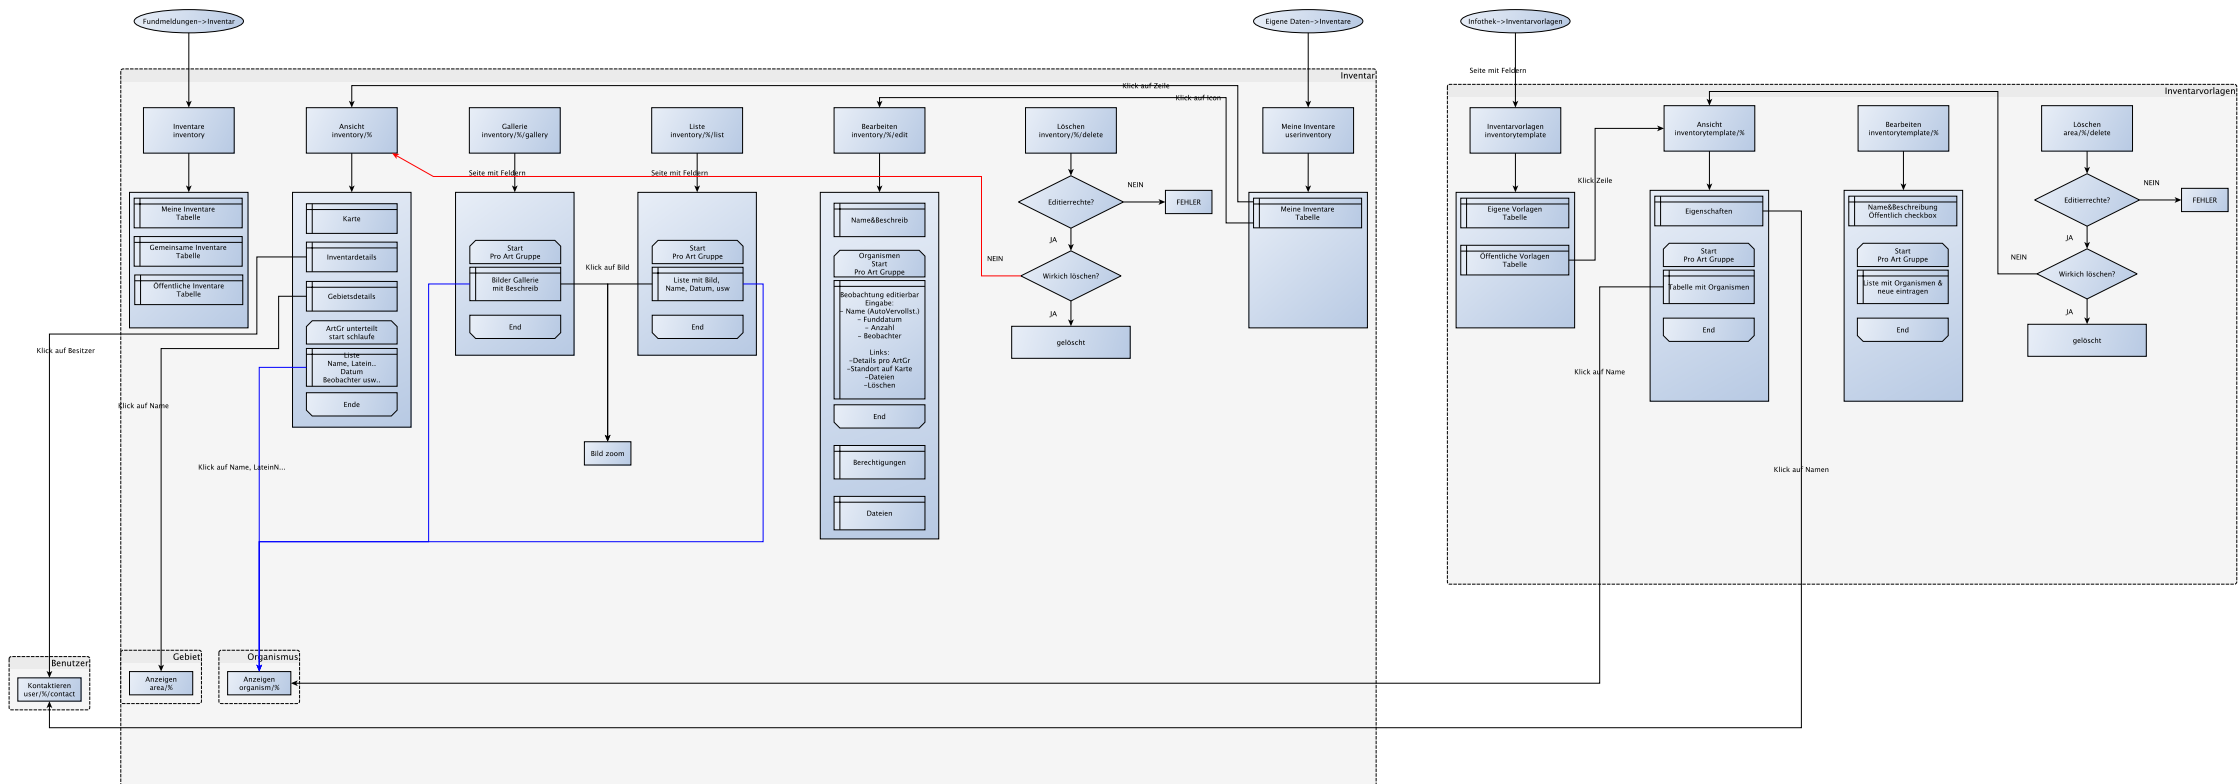 Fundmeldungen->Inventar
Eigene Daten->Inventare
Infothek->Inventarvorlagen
Seite mit Feldern
Inventar
Klick auf Zeile
Klick auf Icon
Inventare
inventory
Ansicht
inventory/%
Gallerie
inventory/%/gallery
Liste
inventory/%/list
Bearbeiten
inventory/%/edit
Löschen
inventory/%/delete
Meine Inventare
userinventory
Seite mit Feldern
Seite mit Feldern
Meine Inventare
Tabelle
Gemeinsame Inventare
Tabelle
Öffentliche Inventare
Tabelle
Karte
Inventardetails
Gebietsdetails
ArtGr unterteilt
start schlaufe
Liste
Name, Latein..
Datum
Beobachter usw..
Ende
Start
Pro Art Gruppe
Bilder Gallerie
mit Beschreib
End
Klick auf Bild
Start
Pro Art Gruppe
Liste mit Bild,
Name, Datum, usw
End
Bild zoom
Name&Beschreib
Organismen
Start
Pro Art Gruppe
Beobachtung editierbar
Eingabe:
- Name (AutoVervollst.)
- Funddatum
- Anzahl
- Beobachter
Links:
-Details pro ArtGr
-Standort auf Karte
-Dateien
-Löschen
End
Berechtigungen
Dateien
Editierrechte?
NEIN
FEHLER
JA
NEIN
Wirkich löschen?
JA
gelöscht
Meine Inventare
Tabelle
Klick auf Besitzer
Klick auf Name
Klick auf Name, LateinN...
Benutzer
Kontaktieren
user/%/contact
Gebiet
Anzeigen
area/%
Organismus
Anzeigen
organism/%
Inventarvorlagen
Inventarvorlagen
inventorytemplate
Ansicht
inventorytemplate/%
Bearbeiten
inventorytemplate/%
Löschen
area/%/delete
Klick Zeile
Eigene Vorlagen
Tabelle
Öffentliche Vorlagen
Tabelle
Eigenschaften
Start
Pro Art Gruppe
Tabelle mit Organismen
End
Klick auf Name
Klick auf Namen
Name&Beschreibung
Öffentlich checkbox
Start
Pro Art Gruppe
Liste mit Organismen &
neue eintragen
End
Editierrechte?
NEIN
FEHLER
JA
NEIN
Wirkich löschen?
JA
gelöscht